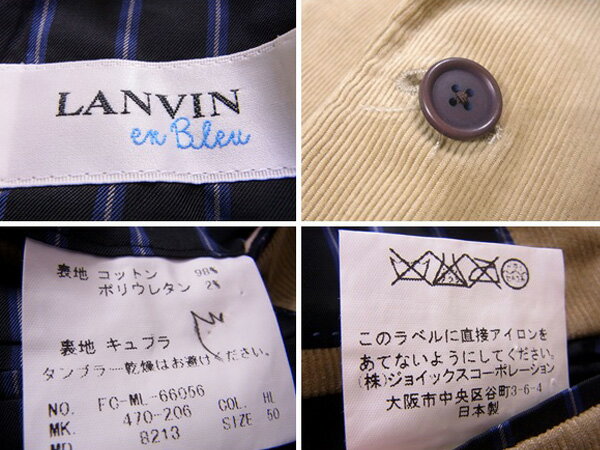 LANVIN
en Bleu
表地 コットン 98%
ポリウレタン 2%
裏地 キュプラ
タンブラー乾燥はお避けください。
NO. FC-ML-66056
MK. 470-206 COL. HL
MD. 8213 SIZE 50
このラベルに直接アイロンを
あてないようにしてください。
(株)ジョイックスコーポレーション
大阪市中央区谷町3-6-4
日本製